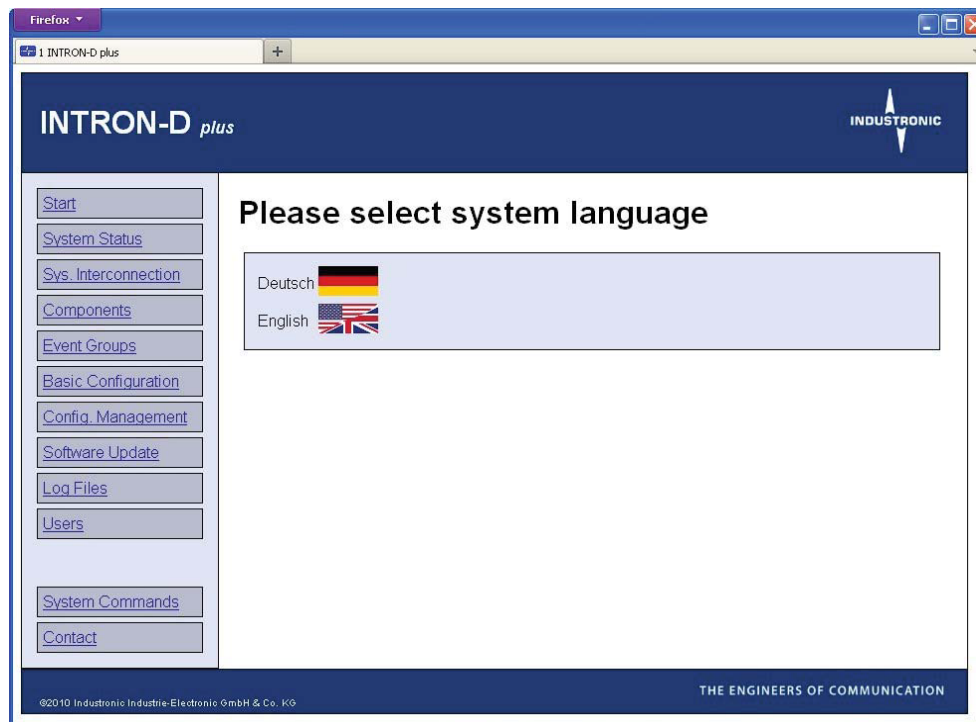 Firefox
1 INTRON-D plus
+
INTRON-D plus
INDUSTRONIC
Start
System Status
Sys. Interconnection
Components
Event Groups
Basic Configuration
Config. Management
Software Update
Log Files
Users
System Commands
Contact
Please select system language
Deutsch
English
©2010 Industronic Industrie-Electronic GmbH & Co. KG
THE ENGINEERS OF COMMUNICATION